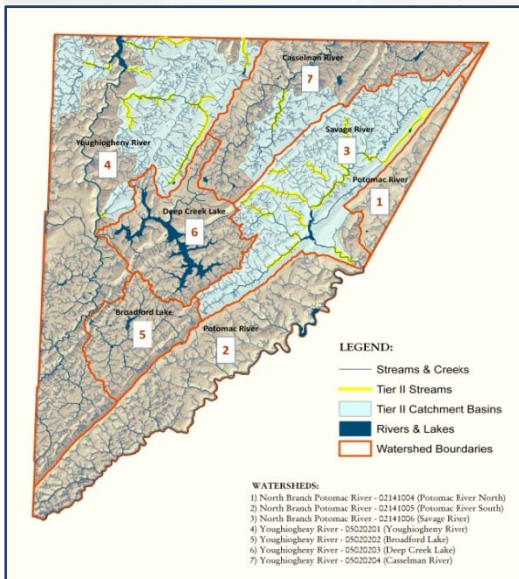 Casselman River
7
Savage River
3
Youghiogheny River
4
Potomac River
1
Deep Creek Lake
6
Broadford Lake
5
Potomac River
2
LEGEND:
Streams & Creeks
Tier II Streams
Tier II Catchment Basins
Rivers & Lakes
Watershed Boundaries
WATERSHEDS:
1) North Branch Potomac River - 02141004 (Potomac River North)
2) North Branch Potomac River - 02141005 (Potomac River South)
3) North Branch Potomac River - 02141006 (Savage River)
4) Youghiogheny River - 05020201 (Youghiogheny River)
5) Youghiogheny River - 05020202 (Broadford Lake)
6) Youghiogheny River - 05020203 (Deep Creek Lake)
7) Youghiogheny River - 05020204 (Casselman River)